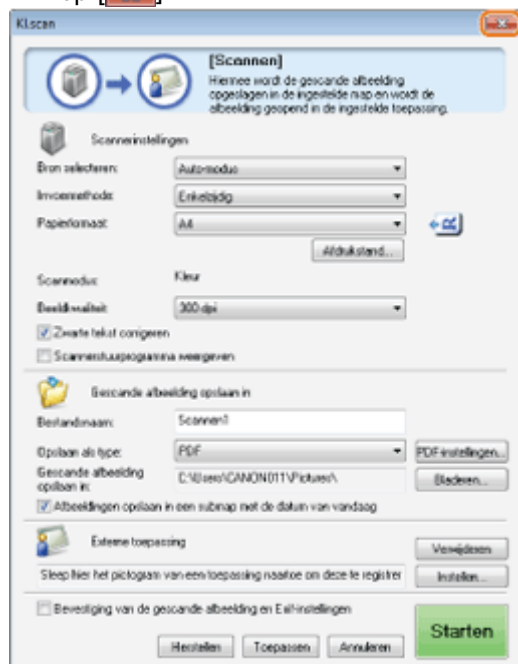 op [ ]
Kl.scan
[Scannen]
Hiermee wordt de gescande afbeelding
opgeslagen in de ingestelde map en wordt de
afbeelding geopend in de ingestelde toepassing.
Scannerinstellingen
Bron selecteren: Automodus
Invoermethode: Enkelzijdig
Papierformaat: A4
Afdrukstand...
Scanmodus: Kleur
Beeldkwaliteit: 300 dpi
Zwarte tekst corrigeren
Scannerstuurprogramma weergeven
Gescande afbeelding opslaan in
Bestandsnaam: Scannen1
Opslaan als type: PDF PDF-instellingen...
Gescande afbeelding
opslaan in: C:\Users\CANON011\Pictures\ Bladeren...
Afbeeldingen opslaan in een submap met de datum van vandaag
Externe toepassing
Verwijderen
Sleep hier het pictogram van een toepassing naartoe om deze te registrer Instellen...
Bevestiging van de gescande afbeelding en Exif-instellingen
Starten
Herstellen Toepassen Annuleren